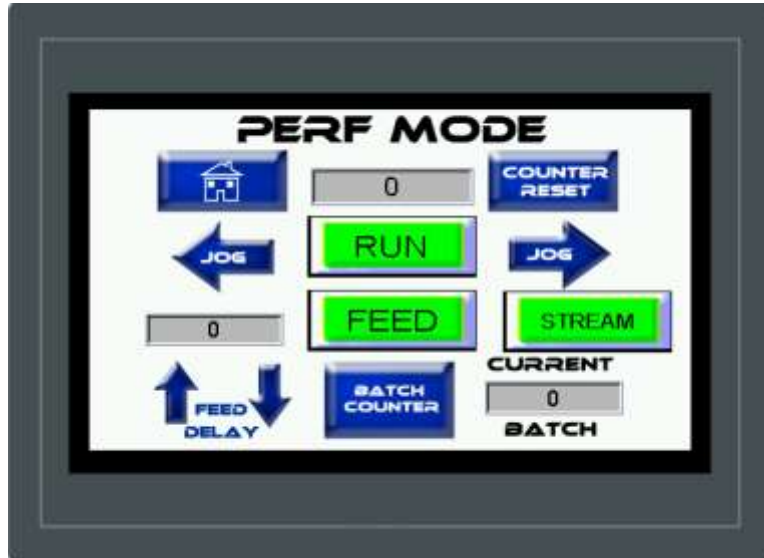 PERF MODE
0
COUNTER
RESET
JOG
RUN
JOG
0
FEED
STREAM
CURRENT
0
BATCH
BATCH
COUNTER
FEED
DELAY